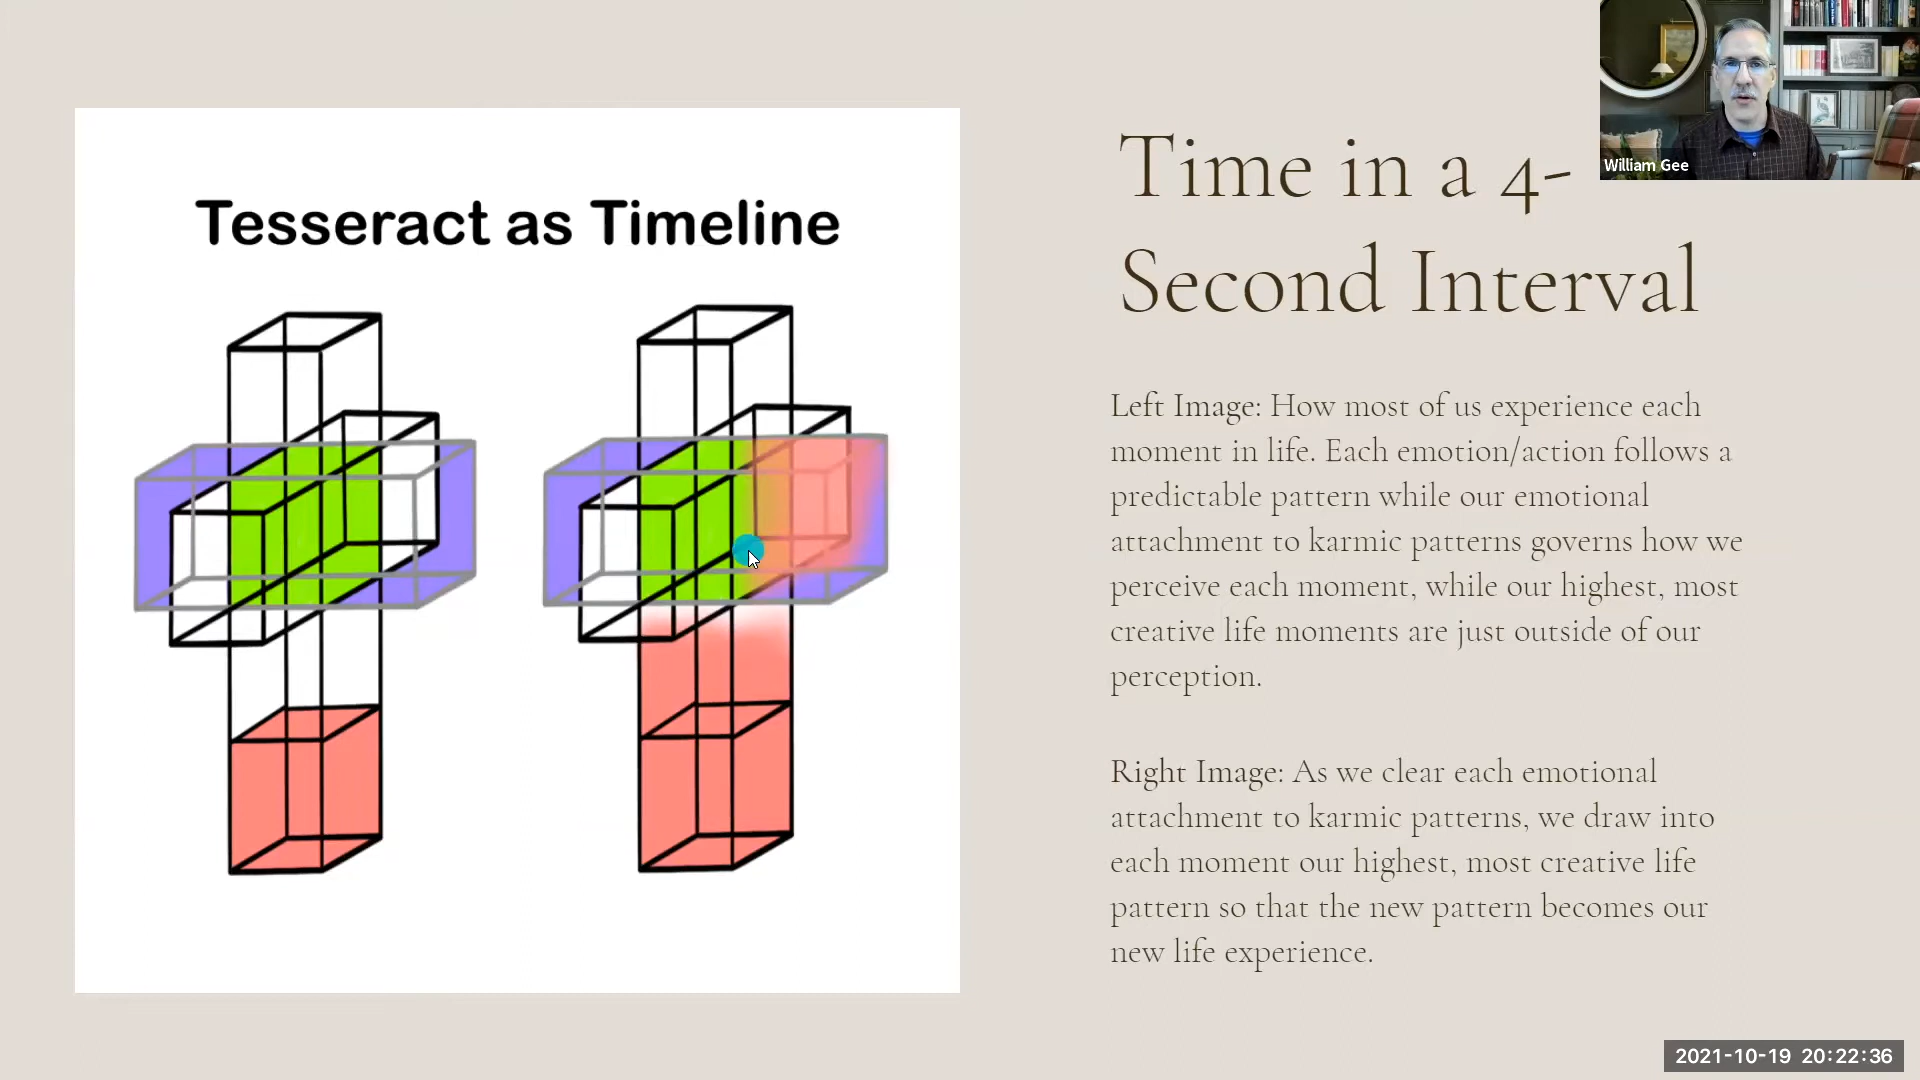 Tesseract as Timeline
Time in a 4-
Second Interval
Left Image: How most of us experience each
moment in life. Each emotion/action follows a
predictable pattern while our emotional
attachment to karmic patterns governs how we
perceive each moment, while our highest, most
creative life moments are just outside of our
perception.
Right Image: As we clear each emotional
attachment to karmic patterns, we draw into
each moment our highest, most creative life
pattern so that the new pattern becomes our
new life experience.
William Gee
2021-10-19 20:22:36